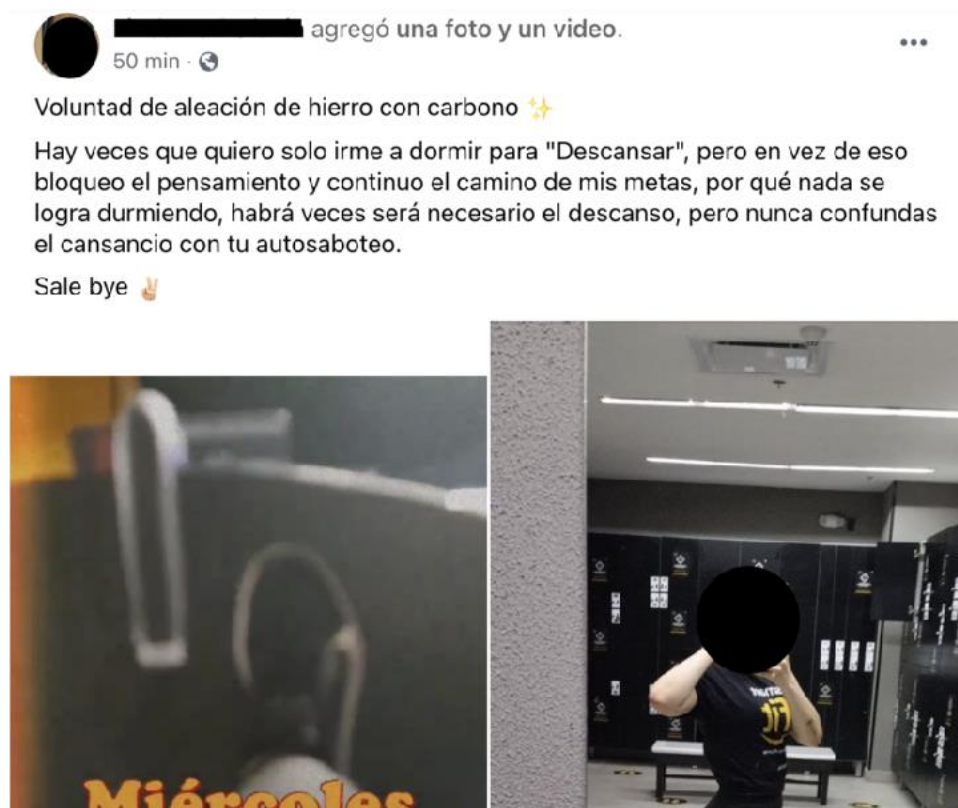 agregó una foto y un video.
50 min
Voluntad de aleación de hierro con carbono ✨
Hay veces que quiero solo irme a dormir para "Descansar", pero en vez de eso
bloqueo el pensamiento y continuo el camino de mis metas, por qué nada se
logra durmiendo, habrá veces será necesario el descanso, pero nunca confundas
el cansancio con tu autosaboteo.
Sale bye ✌🏼
Miércoles